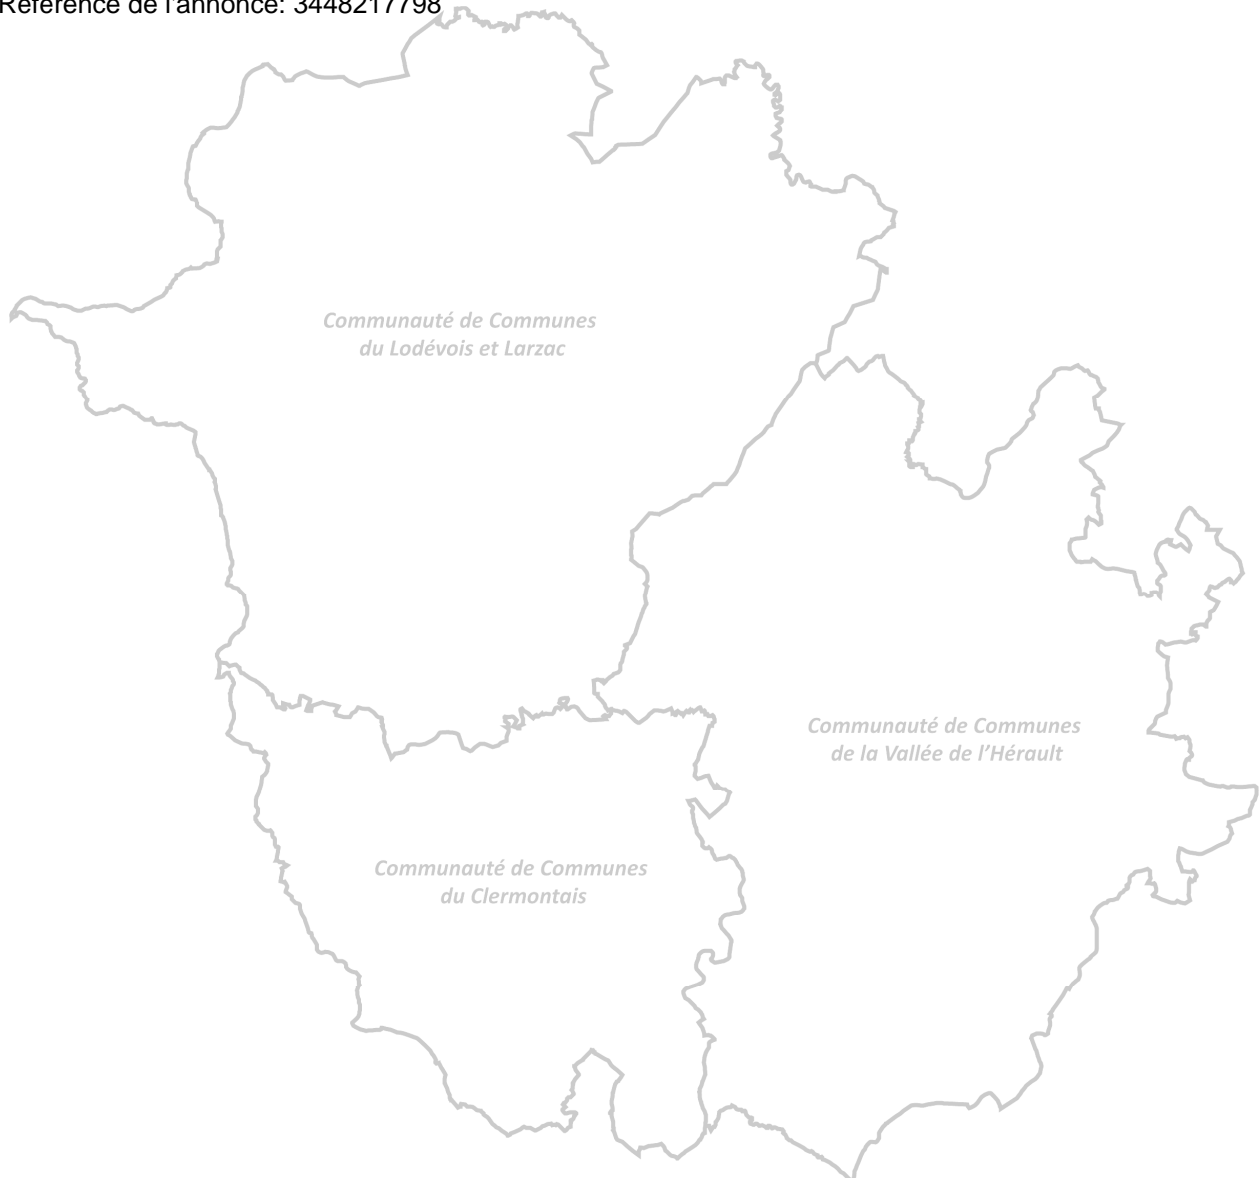 Référence de l'annonce: 3448217798
Communauté de Communes
du Lodévois et Larzac
Communauté de Communes
de la Vallée de l’Hérault
Communauté de Communes
du Clermontais